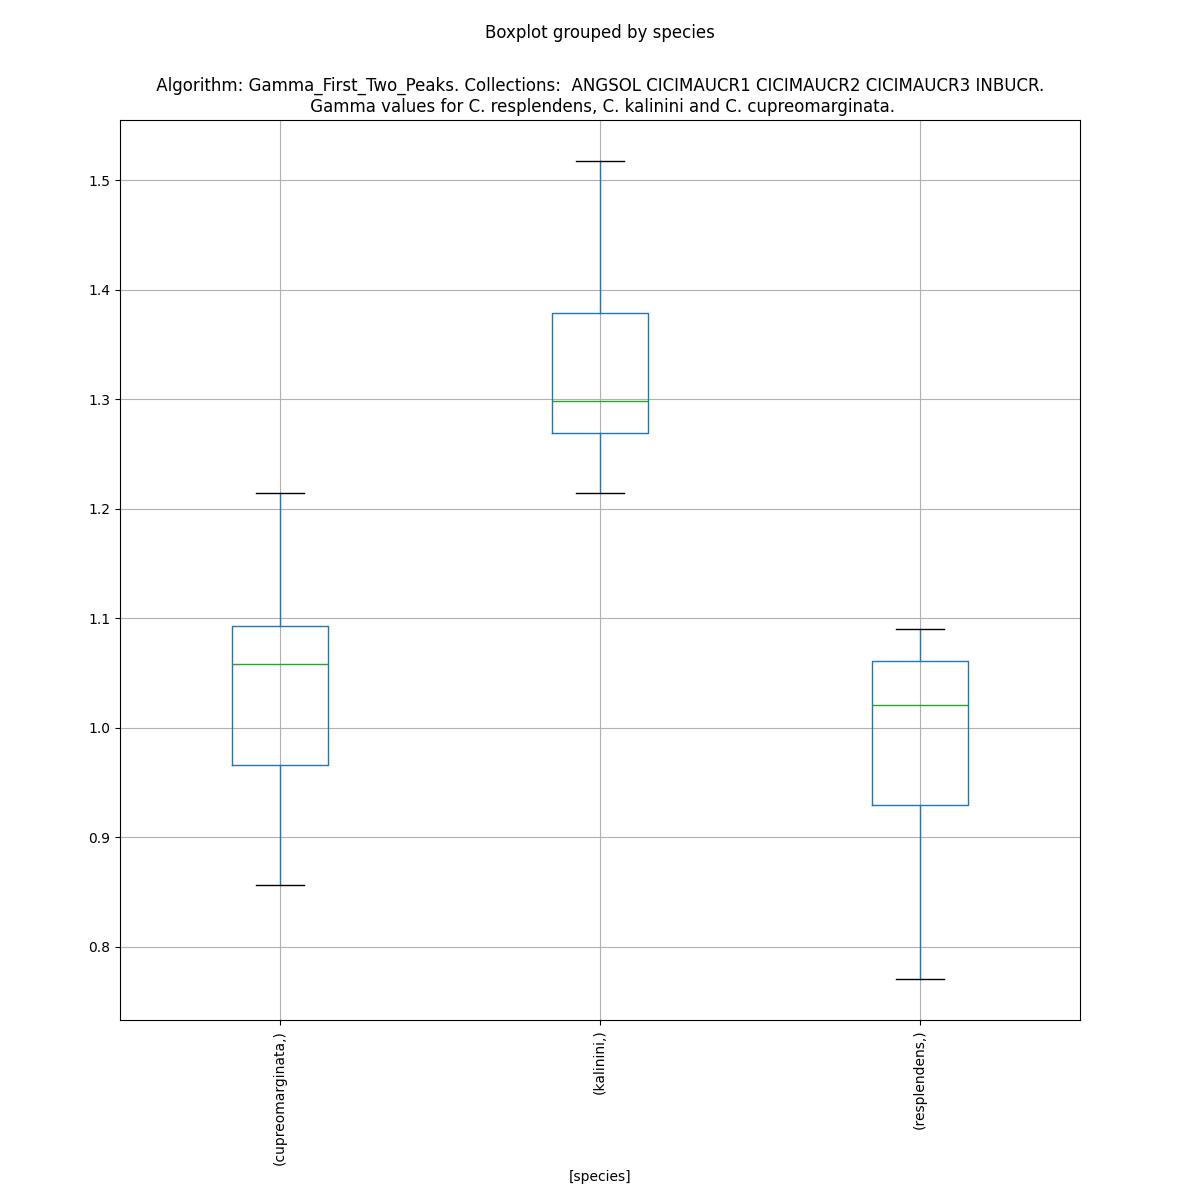 Boxplot grouped by species
Algorithm: Gamma_First_Two_Peaks. Collections:  ANGSOL CICIMAUCR1 CICIMAUCR2 CICIMAUCR3 INBUCR.
Gamma values for C. resplendens, C. kalinini and C. cupreomarginata.
1.5
1.4
1.3
1.2
1.1
1.0
0.9
0.8
(cupreomarginata,)
(kalinini,)
(resplendens,)
[species]